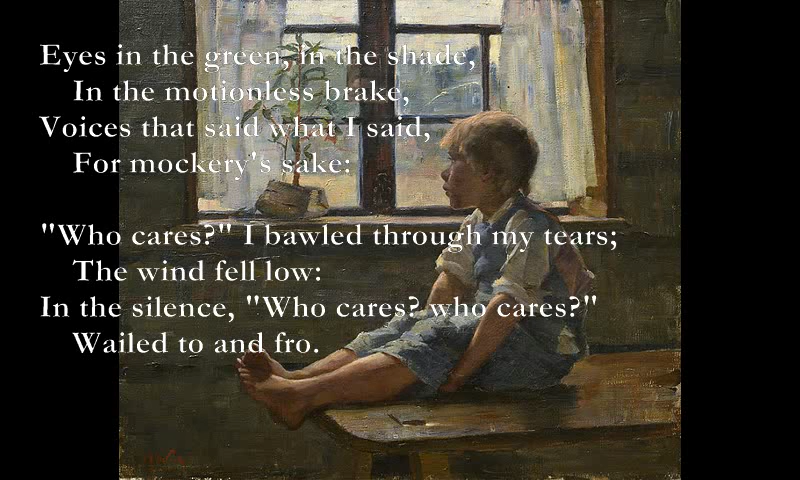 Eyes in the green, in the shade,
In the motionless brake,
Voices that said what I said,
For mockery's sake:
"Who cares?" I bawled through my tears;
The wind fell low:
In the silence, "Who cares? who cares?"
Wailed to and fro.